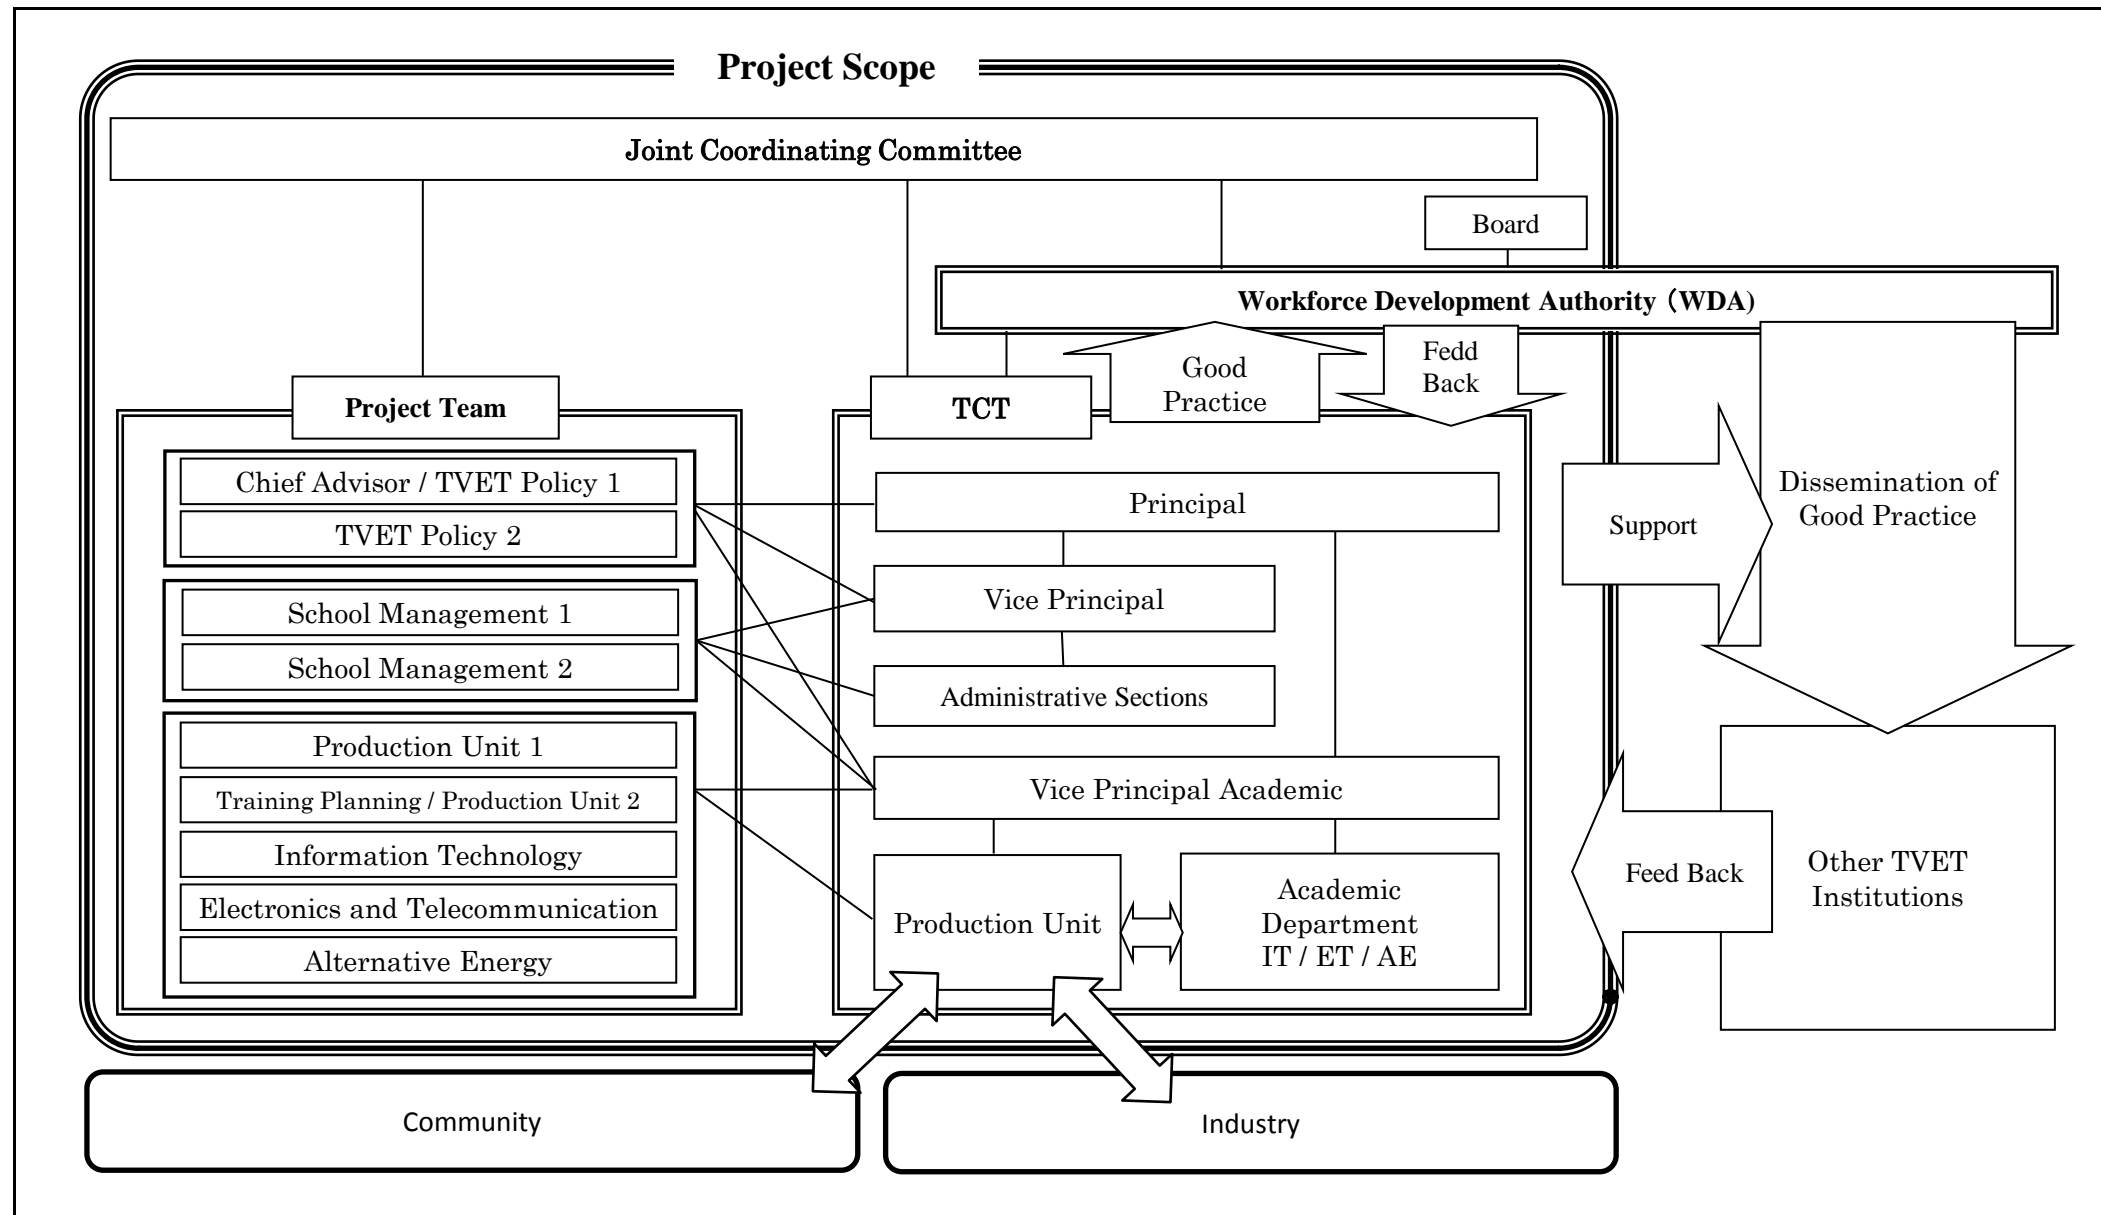 Project Scope
Joint Coordinating Committee
Board
Workforce Development Authority (WDA)
Good
Practice
Fedd
Back
Project Team
TCT
Chief Advisor / TVET Policy 1
TVET Policy 2
School Management 1
School Management 2
Production Unit 1
Training Planning / Production Unit 2
Information Technology
Electronics and Telecommunication
Alternative Energy
Principal
Vice Principal
Administrative Sections
Vice Principal Academic
Production Unit
Academic
Department
IT / ET / AE
Support
Dissemination of
Good Practice
Feed Back
Other TVET
Institutions
Community
Industry